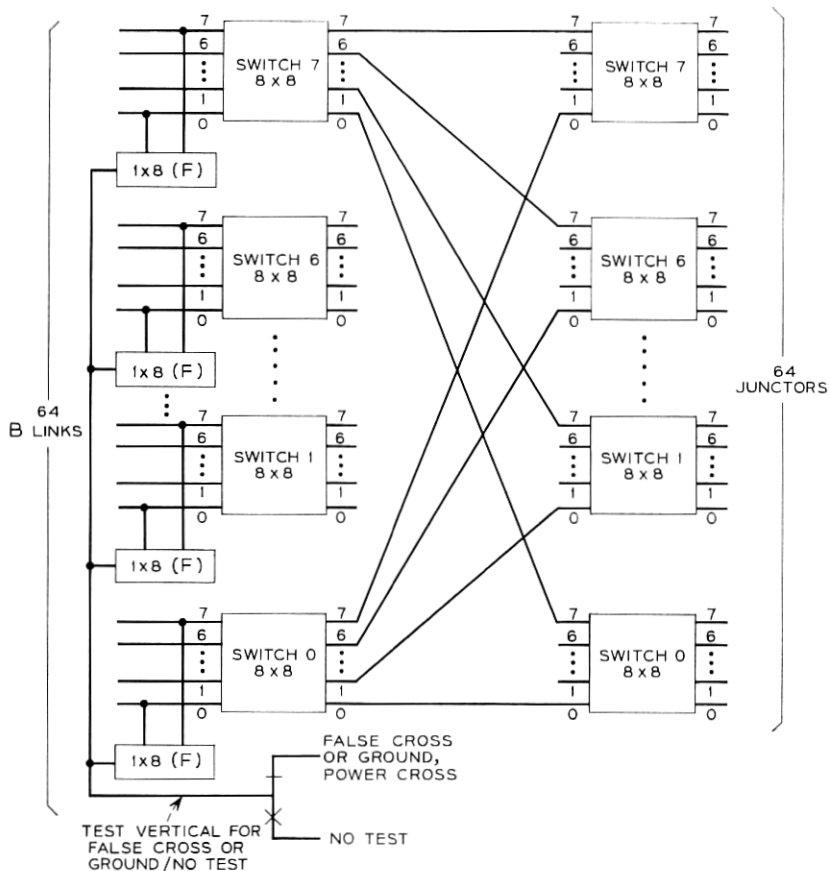 7 7 7 7
6 SWITCH 7 6 6 SWITCH 7 6
8 x 8 8 x 8
1 1 1 1
0 0 0 0
1x8 (F)
7 7 7 7
6 SWITCH 6 6 6 SWITCH 6 6
8 x 8 8 x 8
1 1 1 1
0 0 0 0
1x8 (F)
64
B LINKS
64
JUNCTORS
7 7 7 7
6 SWITCH 1 6 6 SWITCH 1 6
8 x 8 8 x 8
1 1 1 1
0 0 0 0
1x8 (F)
7 7 7 7
6 SWITCH 0 6 6 SWITCH 0 6
8 x 8 8 x 8
1 1 1 1
0 0 0 0
1x8 (F)
FALSE CROSS
OR GROUND,
POWER CROSS
TEST VERTICAL FOR
FALSE CROSS OR
GROUND/NO TEST
NO TEST